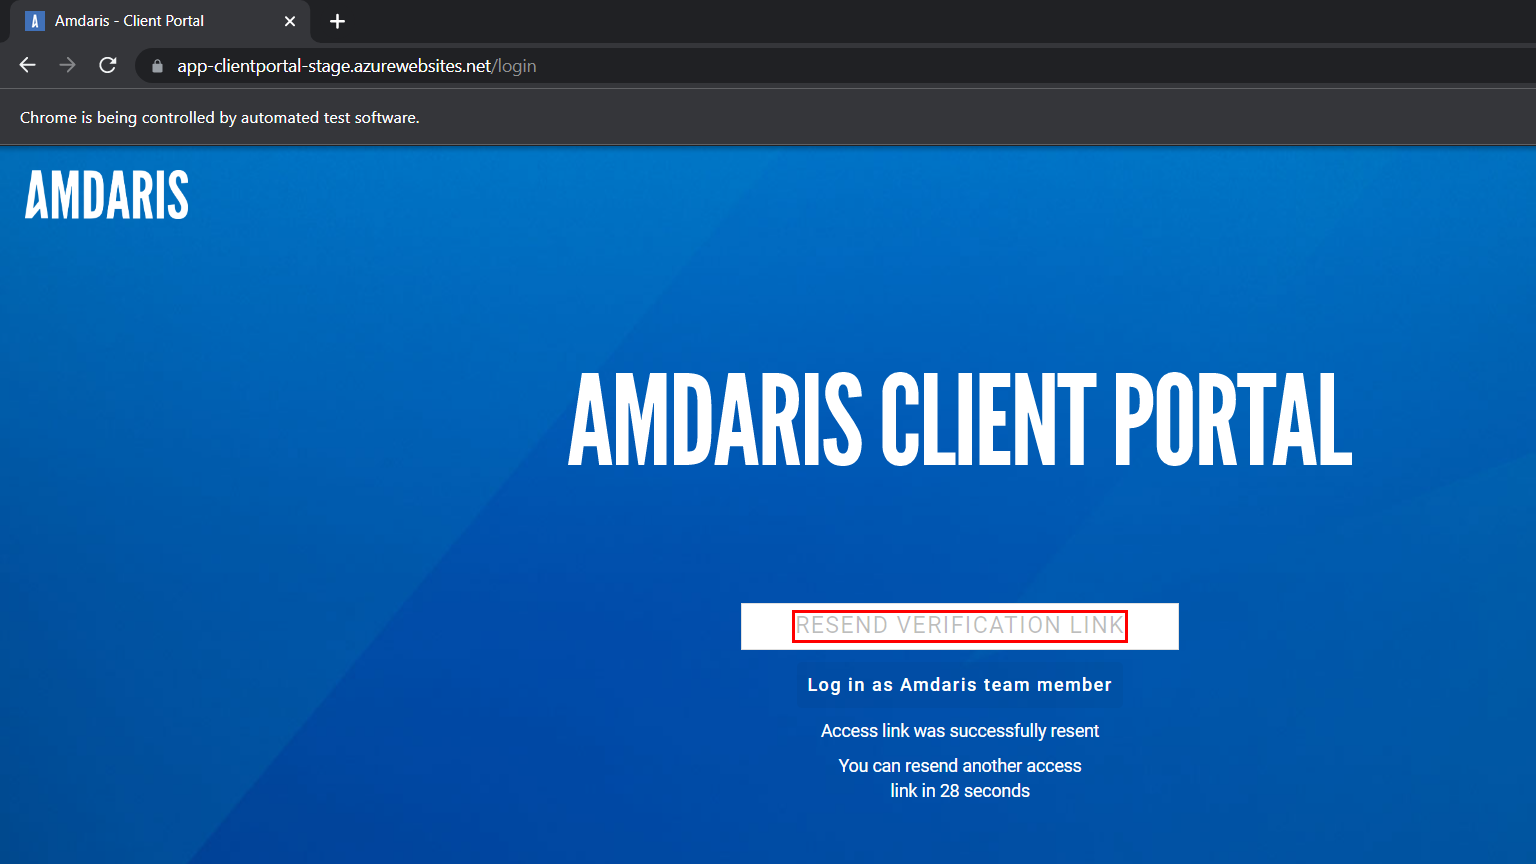 Amdaris - Client Portal
app-clientportal-stage.azurewebsites.net/login
Chrome is being controlled by automated test software.
AMDARIS
AMDARIS CLIENT PORTAL
RESEND VERIFICATION LINK
Log in as Amdaris team member
Access link was successfully resent
You can resend another access
link in 28 seconds